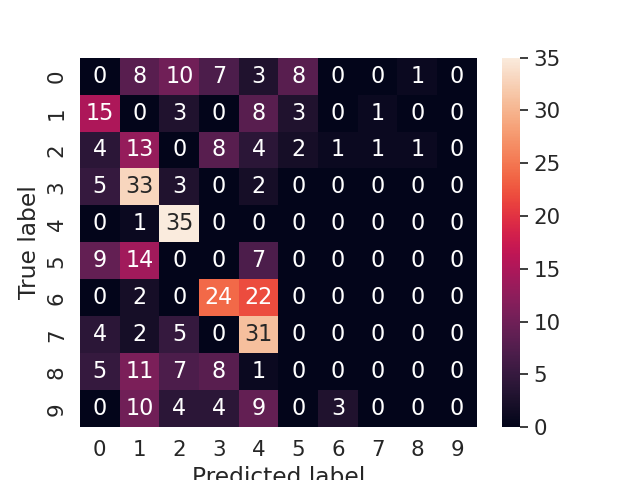 0 0 8 10 7 3 8 0 0 1 0
1 15 0 3 0 8 3 0 1 0 0
2 4 13 0 8 4 2 1 1 1 0
3 5 33 3 0 2 0 0 0 0 0
4 0 1 35 0 0 0 0 0 0 0
5 9 14 0 0 7 0 0 0 0 0
6 0 2 0 24 22 0 0 0 0 0
7 4 2 5 0 31 0 0 0 0 0
8 5 11 7 8 1 0 0 0 0 0
9 0 10 4 4 9 0 3 0 0 0
0 1 2 3 4 5 6 7 8 9
True label
Predicted label
35
30
25
20
15
10
5
0